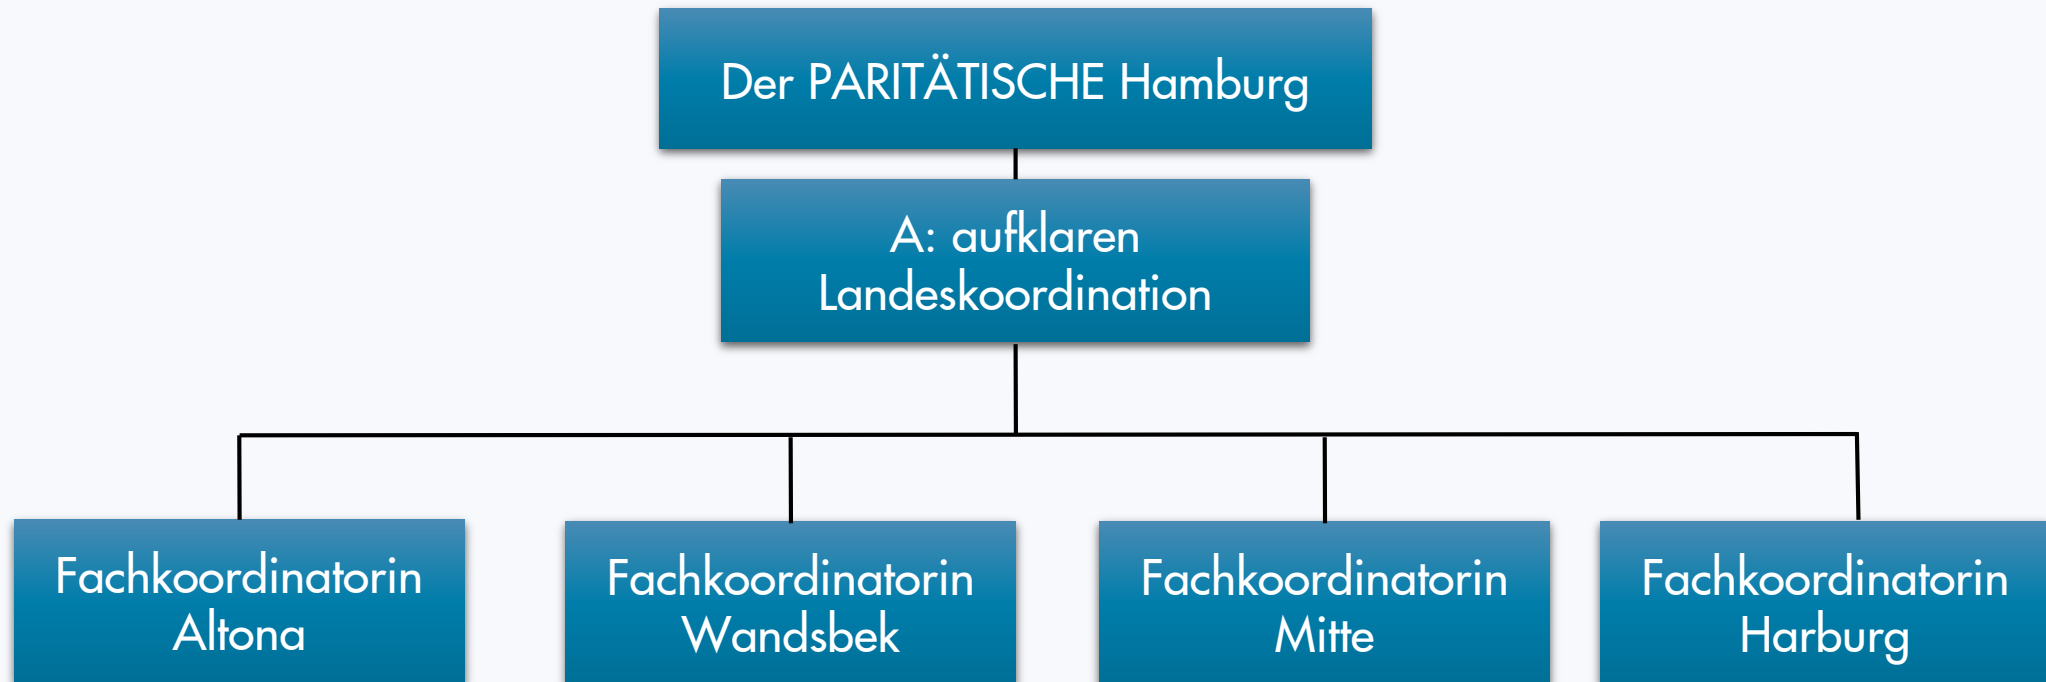 Der PARITÄTISCHE Hamburg
A: aufklaren
Landeskoordination
Fachkoordinatorin
Altona
Fachkoordinatorin
Wandsbek
Fachkoordinatorin
Mitte
Fachkoordinatorin
Harburg